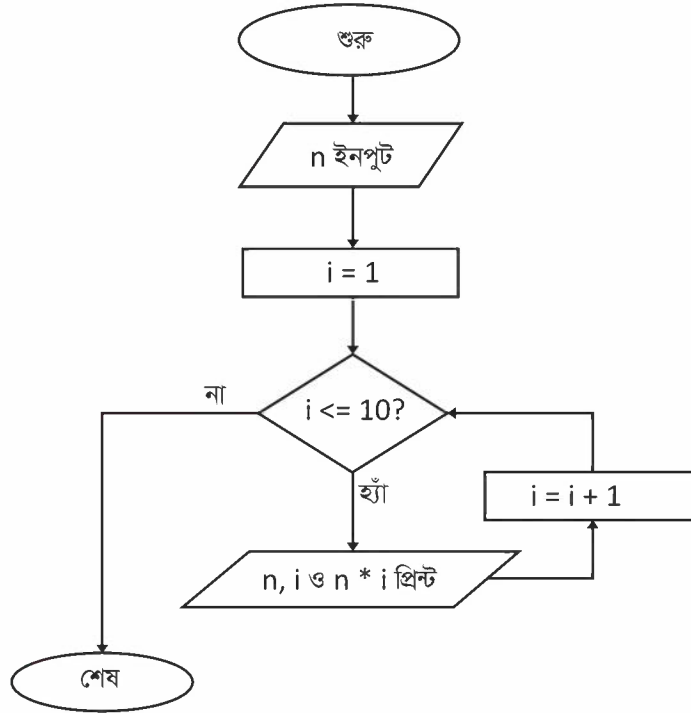 শুরু
n ইনপুট
i = 1
i <= 10?
না
হ্যাঁ
n, i ও n * i প্রিন্ট
i = i + 1
শেষ